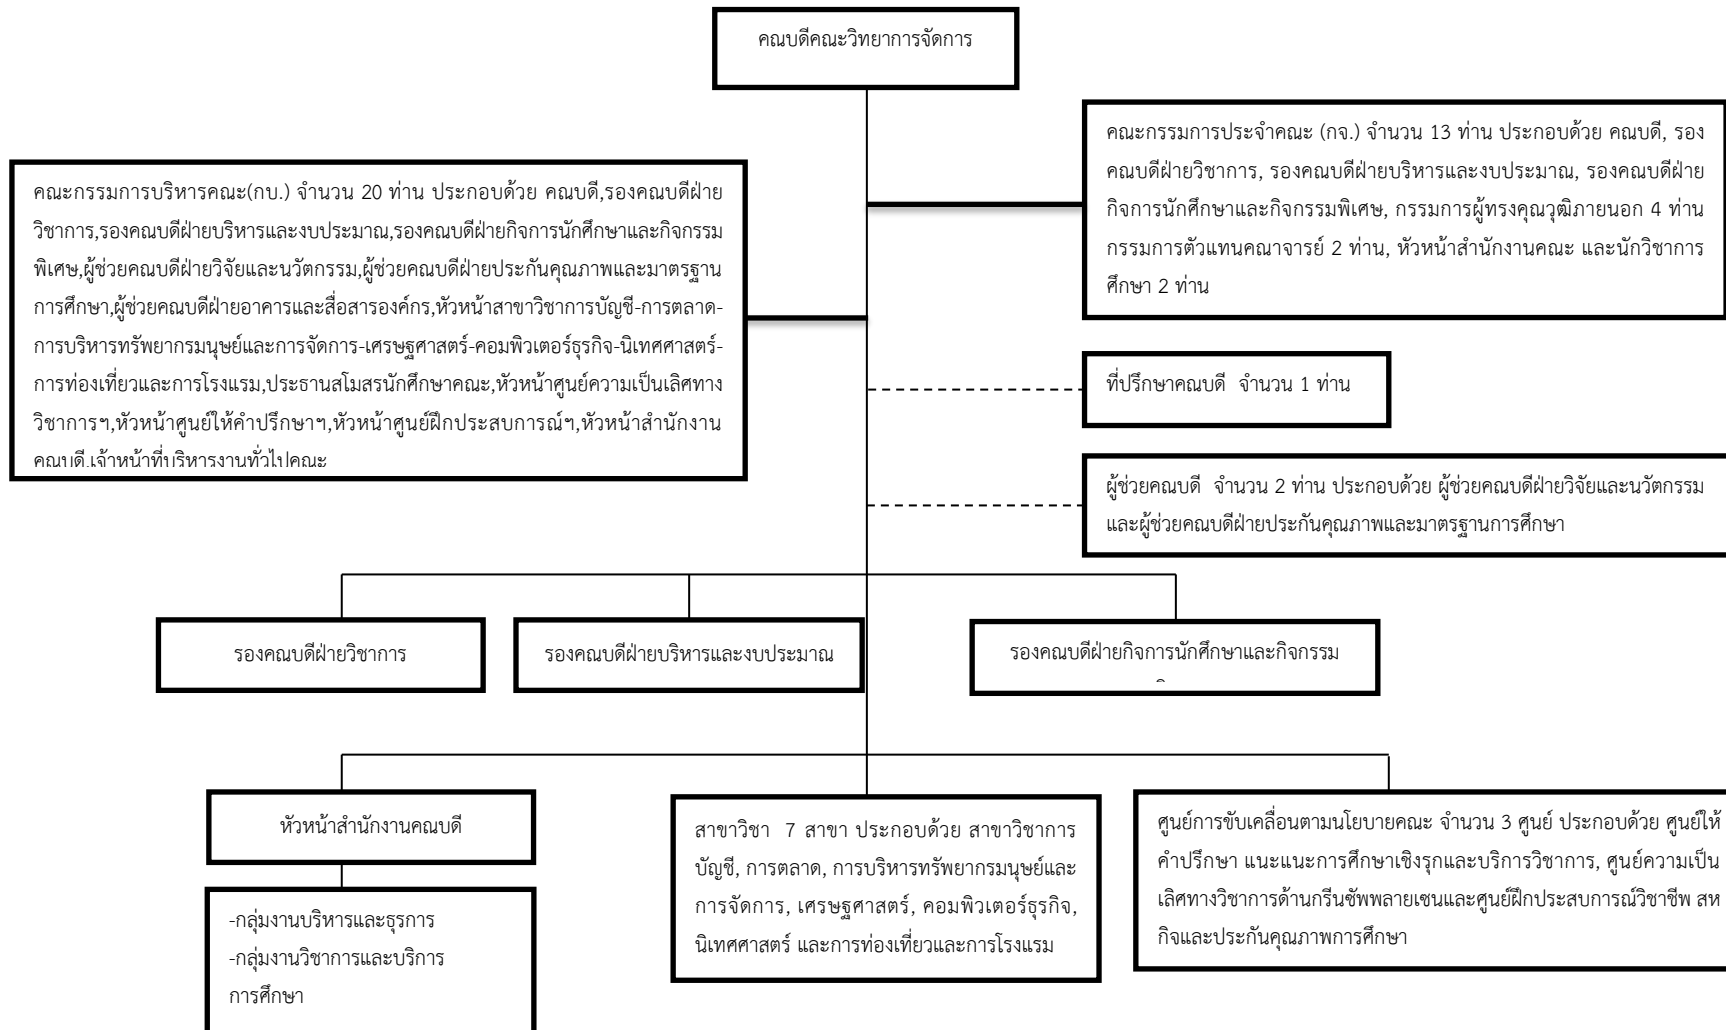 คณบดีคณะวิทยาการจัดการ
คณะกรรมการประจำคณะ (กจ.) จำนวน 13 ท่าน ประกอบด้วย คณบดี, รอง
คณบดีฝ่ายวิชาการ, รองคณบดีฝ่ายบริหารและงบประมาณ, รองคณบดีฝ่าย
กิจการนักศึกษาและกิจกรรมพิเศษ, กรรมการผู้ทรงคุณวุฒิภายนอก 4 ท่าน
กรรมการตัวแทนคณาจารย์ 2 ท่าน, หัวหน้าสำนักงานคณะ และนักวิชาการ
ศึกษา 2 ท่าน
คณะกรรมการบริหารคณะ(กบ.) จำนวน 20 ท่าน ประกอบด้วย คณบดี,รองคณบดีฝ่าย
วิชาการ,รองคณบดีฝ่ายบริหารและงบประมาณ,รองคณบดีฝ่ายกิจการนักศึกษาและกิจกรรม
พิเศษ,ผู้ช่วยคณบดีฝ่ายวิจัยและนวัตกรรม,ผู้ช่วยคณบดีฝ่ายประกันคุณภาพและมาตรฐาน
การศึกษา,ผู้ช่วยคณบดีฝ่ายอาคารและสื่อสารองค์กร,หัวหน้าสาขาวิชาการบัญชี-การตลาด-
การบริหารทรัพยากรมนุษย์และการจัดการ-เศรษฐศาสตร์-คอมพิวเตอร์ธุรกิจ-นิเทศศาสตร์-
การท่องเที่ยวและการโรงแรม,ประธานสโมสรนักศึกษาคณะ,หัวหน้าศูนย์ความเป็นเลิศทาง
วิชาการฯ,หัวหน้าศูนย์ให้คำปรึกษาฯ,หัวหน้าศูนย์ฝึกประสบการณ์ฯ,หัวหน้าสำนักงาน
คณบดี,เจ้าหน้าที่บริหารงานทั่วไปคณะ
ที่ปรึกษาคณบดี จำนวน 1 ท่าน
ผู้ช่วยคณบดี จำนวน 2 ท่าน ประกอบด้วย ผู้ช่วยคณบดีฝ่ายวิจัยและนวัตกรรม
และผู้ช่วยคณบดีฝ่ายประกันคุณภาพและมาตรฐานการศึกษา
รองคณบดีฝ่ายวิชาการ
รองคณบดีฝ่ายบริหารและงบประมาณ
รองคณบดีฝ่ายกิจการนักศึกษาและกิจกรรม
หัวหน้าสำนักงานคณบดี
-กลุ่มงานบริหารและธุรการ
-กลุ่มงานวิชาการและบริการ
การศึกษา
สาขาวิชา 7 สาขา ประกอบด้วย สาขาวิชาการ
บัญชี, การตลาด, การบริหารทรัพยากรมนุษย์และ
การจัดการ, เศรษฐศาสตร์, คอมพิวเตอร์ธุรกิจ,
นิเทศศาสตร์ และการท่องเที่ยวและการโรงแรม
ศูนย์การขับเคลื่อนตามนโยบายคณะ จำนวน 3 ศูนย์ ประกอบด้วย ศูนย์ให้
คำปรึกษา แนะแนะการศึกษาเชิงรุกและบริการวิชาการ, ศูนย์ความเป็น
เลิศทางวิชาการด้านกรีนซัพพลายเซนและศูนย์ฝึกประสบการณ์วิชาชีพ สห
กิจและประกันคุณภาพการศึกษา